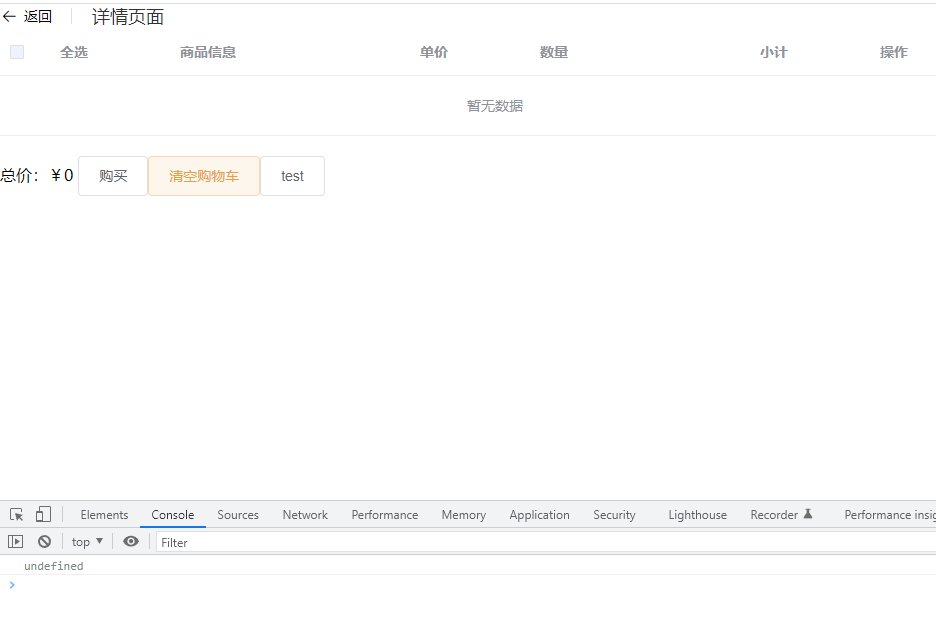 返回 详情页面
全选 商品信息 单价 数量 小计 操作
暂无数据
总价：￥0 购买 清空购物车 test
Elements Console Sources Network Performance Memory Application Security Lighthouse Recorder Performance insig
top Filter
undefined